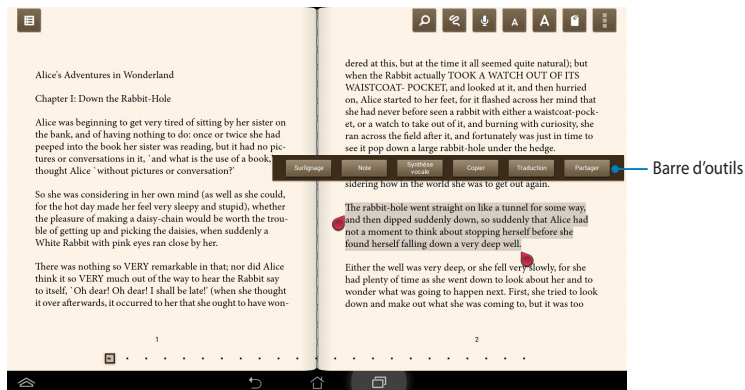 A A
Alice's Adventures in Wonderland
Chapter I: Down the Rabbit-Hole
Alice was beginning to get very tired of sitting by her sister on
the bank, and of having nothing to do: once or twice she had
peeped into the book her sister was reading, but it had no pic-
tures or conversations in it, `and what is the use of a book,'
thought Alice `without pictures or conversation?'
So she was considering in her own mind (as well as she could,
for the hot day made her feel very sleepy and stupid), whether
the pleasure of making a daisy-chain would be worth the trou-
ble of getting up and picking the daisies, when suddenly a
White Rabbit with pink eyes ran close by her.
There was nothing so VERY remarkable in that; nor did Alice
think it so VERY much out of the way to hear the Rabbit say
to itself, `Oh dear! Oh dear! I shall be late!' (when she thought
it over afterwards, it occurred to her that she ought to have won-
1
dered at this, but at the time it all seemed quite natural); but
when the Rabbit actually TOOK A WATCH OUT OF ITS
WAISTCOAT- POCKET, and looked at it, and then hurried
on, Alice started to her feet, for it flashed across her mind that
she had never before seen a rabbit with either a waistcoat-pock-
et, or a watch to take out of it, and burning with curiosity, she
ran across the field after it, and fortunately was just in time to
see it pop down a large rabbit-hole under the hedge.
Surlignage Note Synthèse vocale Copier Traduction Partager
Barre d'outils
sidering how in the world she was to get out again.
The rabbit-hole went straight on like a tunnel for some way,
and then dipped suddenly down, so suddenly that Alice had
not a moment to think about stopping herself before she
found herself falling down a very deep well.
Either the well was very deep, or she fell very slowly, for she
had plenty of time as she went down to look about her and to
wonder what was going to happen next. First, she tried to look
down and make out what she was coming to, but it was too
2